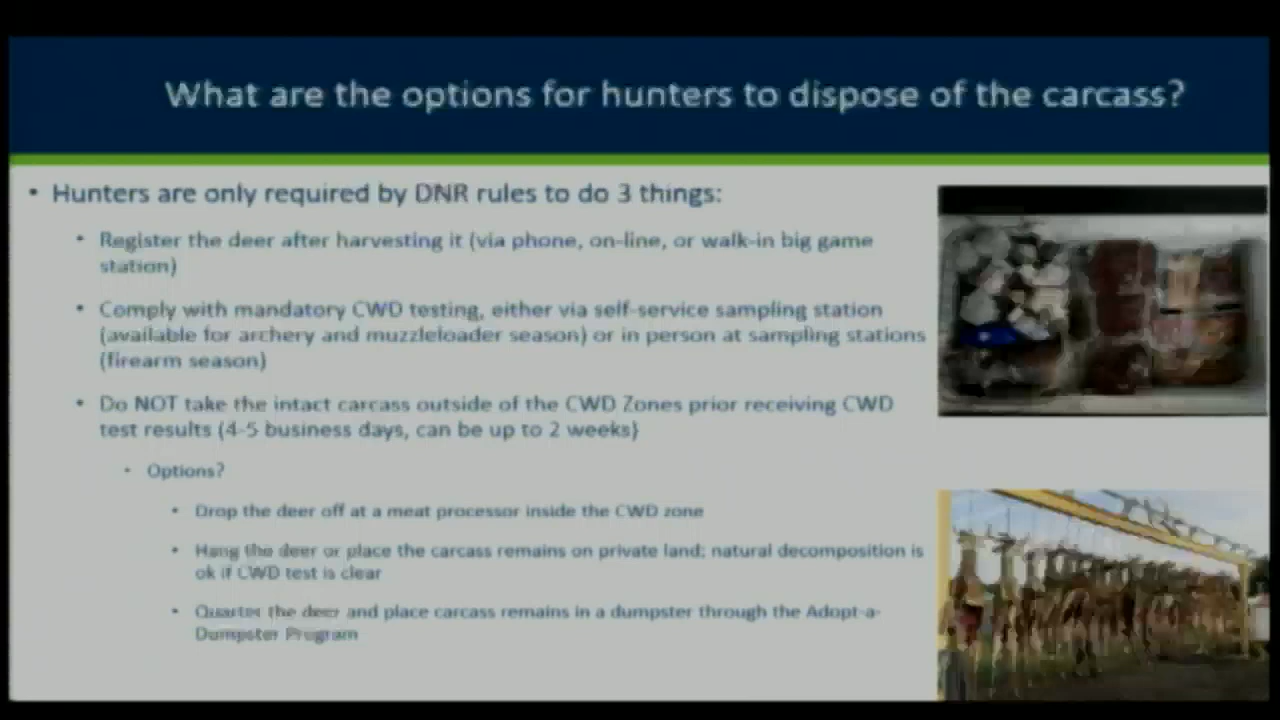 What are the options for hunters to dispose of the carcass?
• Hunters are only required by DNR rules to do 3 things:
• Register the deer after harvesting it (via phone, on-line, or walk-in big game
station)
• Comply with mandatory CWD testing, either via self-service sampling station
(available for archery and muzzleloader season) or in person at sampling stations
(firearm season)
• Do NOT take the intact carcass outside of the CWD Zones prior receiving CWD
test results (4-5 business days, can be up to 2 weeks)
• Options?
• Drop the deer off at a meat processor inside the CWD zone
• Hang the deer or place the carcass remains on private land; natural decomposition is
ok if CWD test is clear
• Quarter the deer and place carcass remains in a dumpster through the Adopt-a-
Dumpster Program